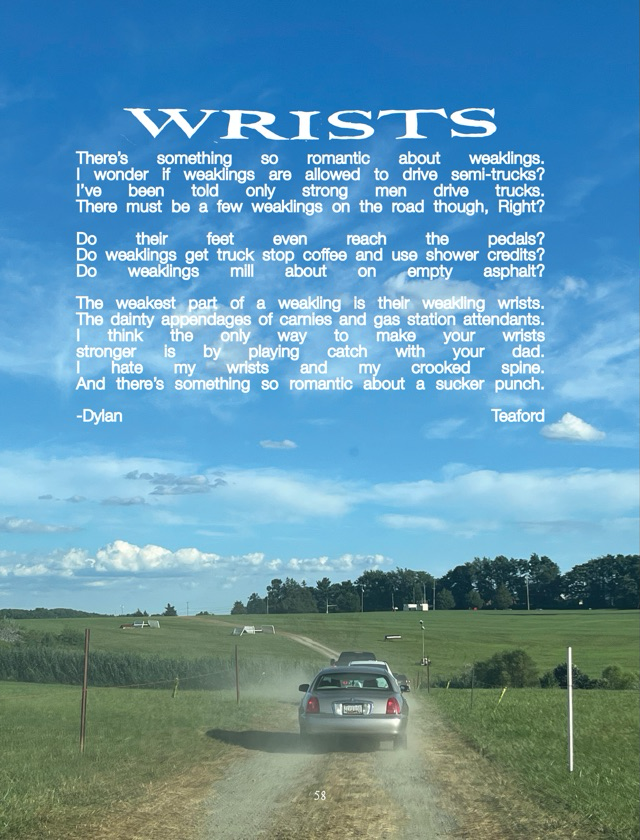 WRISTS
There's something so romantic about weaklings.
I wonder if weaklings are allowed to drive semi-trucks?
I've been told only strong men drive trucks.
There must be a few weaklings on the road though, Right?
Do their feet even reach the pedals?
Do weaklings get truck stop coffee and use shower credits?
Do weaklings mill about on empty asphalt?
The weakest part of a weakling is their weakling wrists.
The dainty appendages of carnies and gas station attendants.
I think the only way to make your wrists
stronger is by playing catch with your dad.
I hate my wrists and my crooked spine.
And there's something so romantic about a sucker punch.
-Dylan Teaford
58